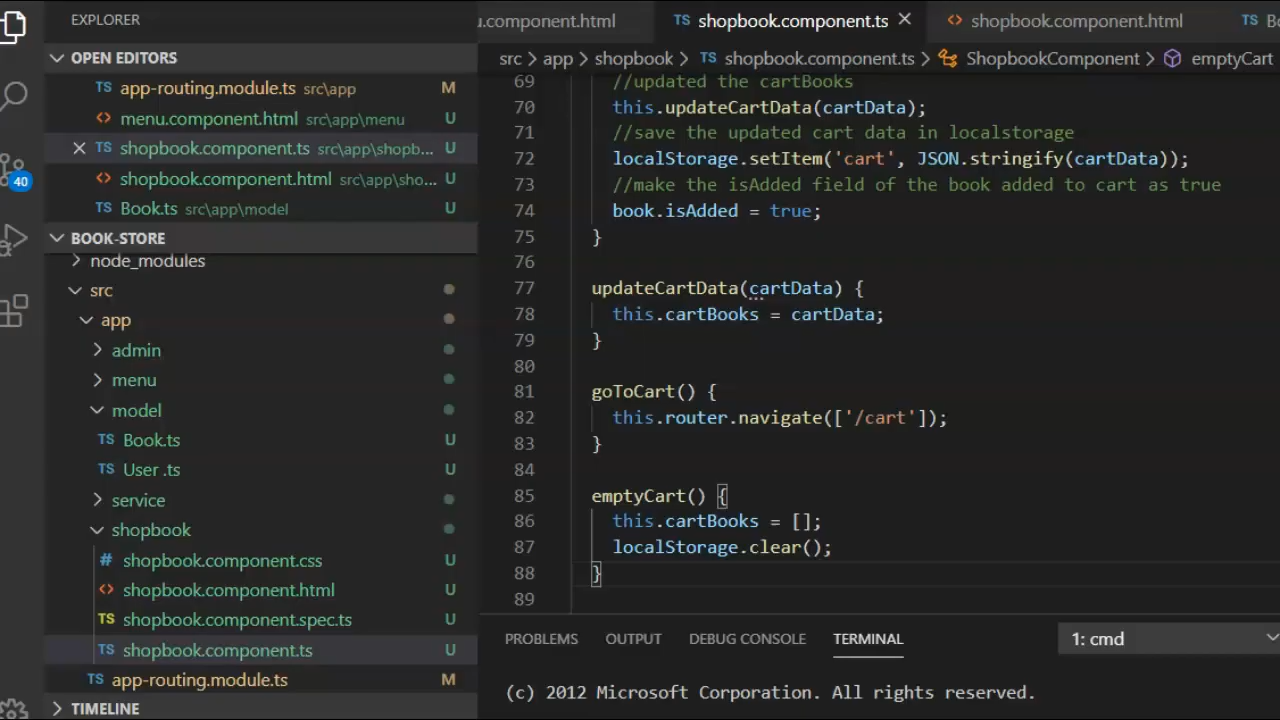 EXPLORER
OPEN EDITORS
TS app-routing.module.ts src\app M
<> menu.component.html src\app\menu U
× TS shopbook.component.ts src\app\shopb... U
<> shopbook.component.html src\app\sho... U
TS Book.ts src\app\model U
40
BOOK-STORE
> node_modules
src
app
> admin
> menu
model
TS Book.ts U
TS User .ts U
> service
shopbook
# shopbook.component.css U
<> shopbook.component.html U
TS shopbook.component.spec.ts U
TS shopbook.component.ts U
TS app-routing.module.ts M
> TIMELINE
u.component.html TS shopbook.component.ts × <> shopbook.component.html TS
src > app > shopbook > TS shopbook.component.ts > ShopbookComponent > emptyCart
69 //updated the cartBooks
70 this.updateCartData(cartData);
71 //save the updated cart data in localstorage
72 localStorage.setItem('cart', JSON.stringify(cartData));
73 //make the isAdded field of the book added to cart as true
74 book.isAdded = true;
75 }
76
77 updateCartData(cartData) {
78 this.cartBooks = cartData;
79 }
80
81 goToCart() {
82 this.router.navigate(['/cart']);
83 }
84
85 emptyCart() {
86 this.cartBooks = [];
87 localStorage.clear();
88 }
89
PROBLEMS OUTPUT DEBUG CONSOLE TERMINAL 1: cmd
(c) 2012 Microsoft Corporation. All rights reserved.